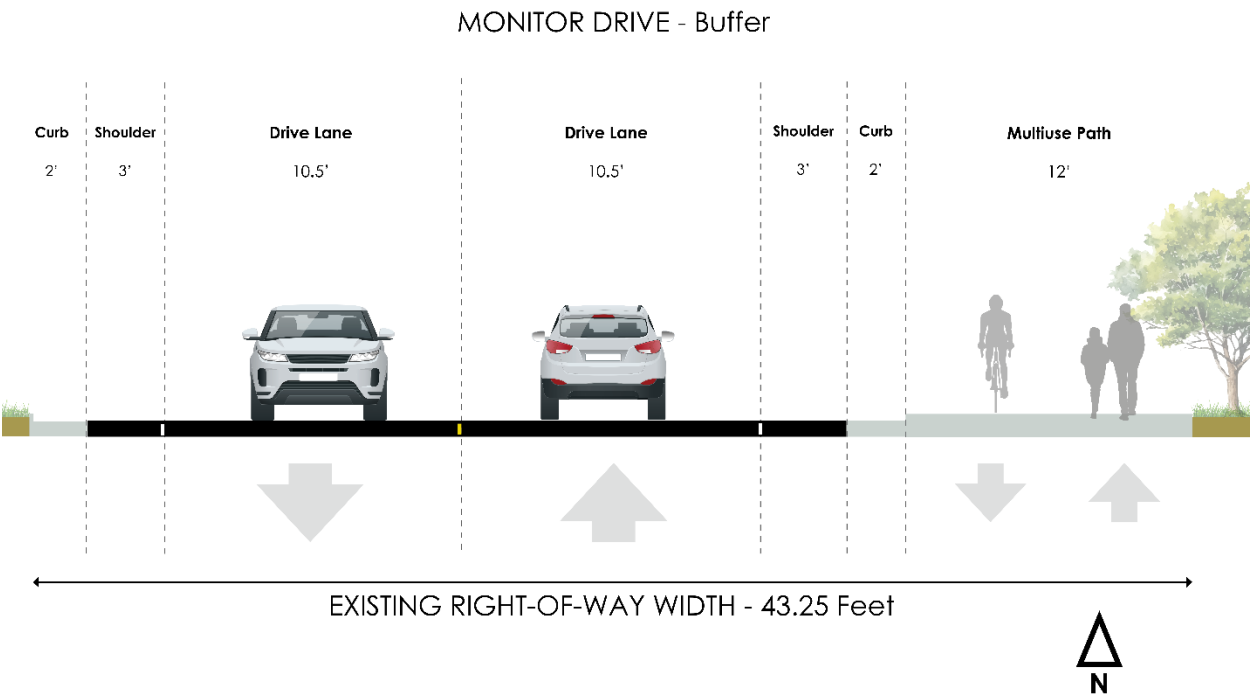 MONITOR DRIVE - Buffer
Curb Shoulder Drive Lane Drive Lane Shoulder Curb Multiuse Path
2' 3' 10.5' 10.5' 3' 2' 12'
EXISTING RIGHT-OF-WAY WIDTH - 43.25 Feet
N